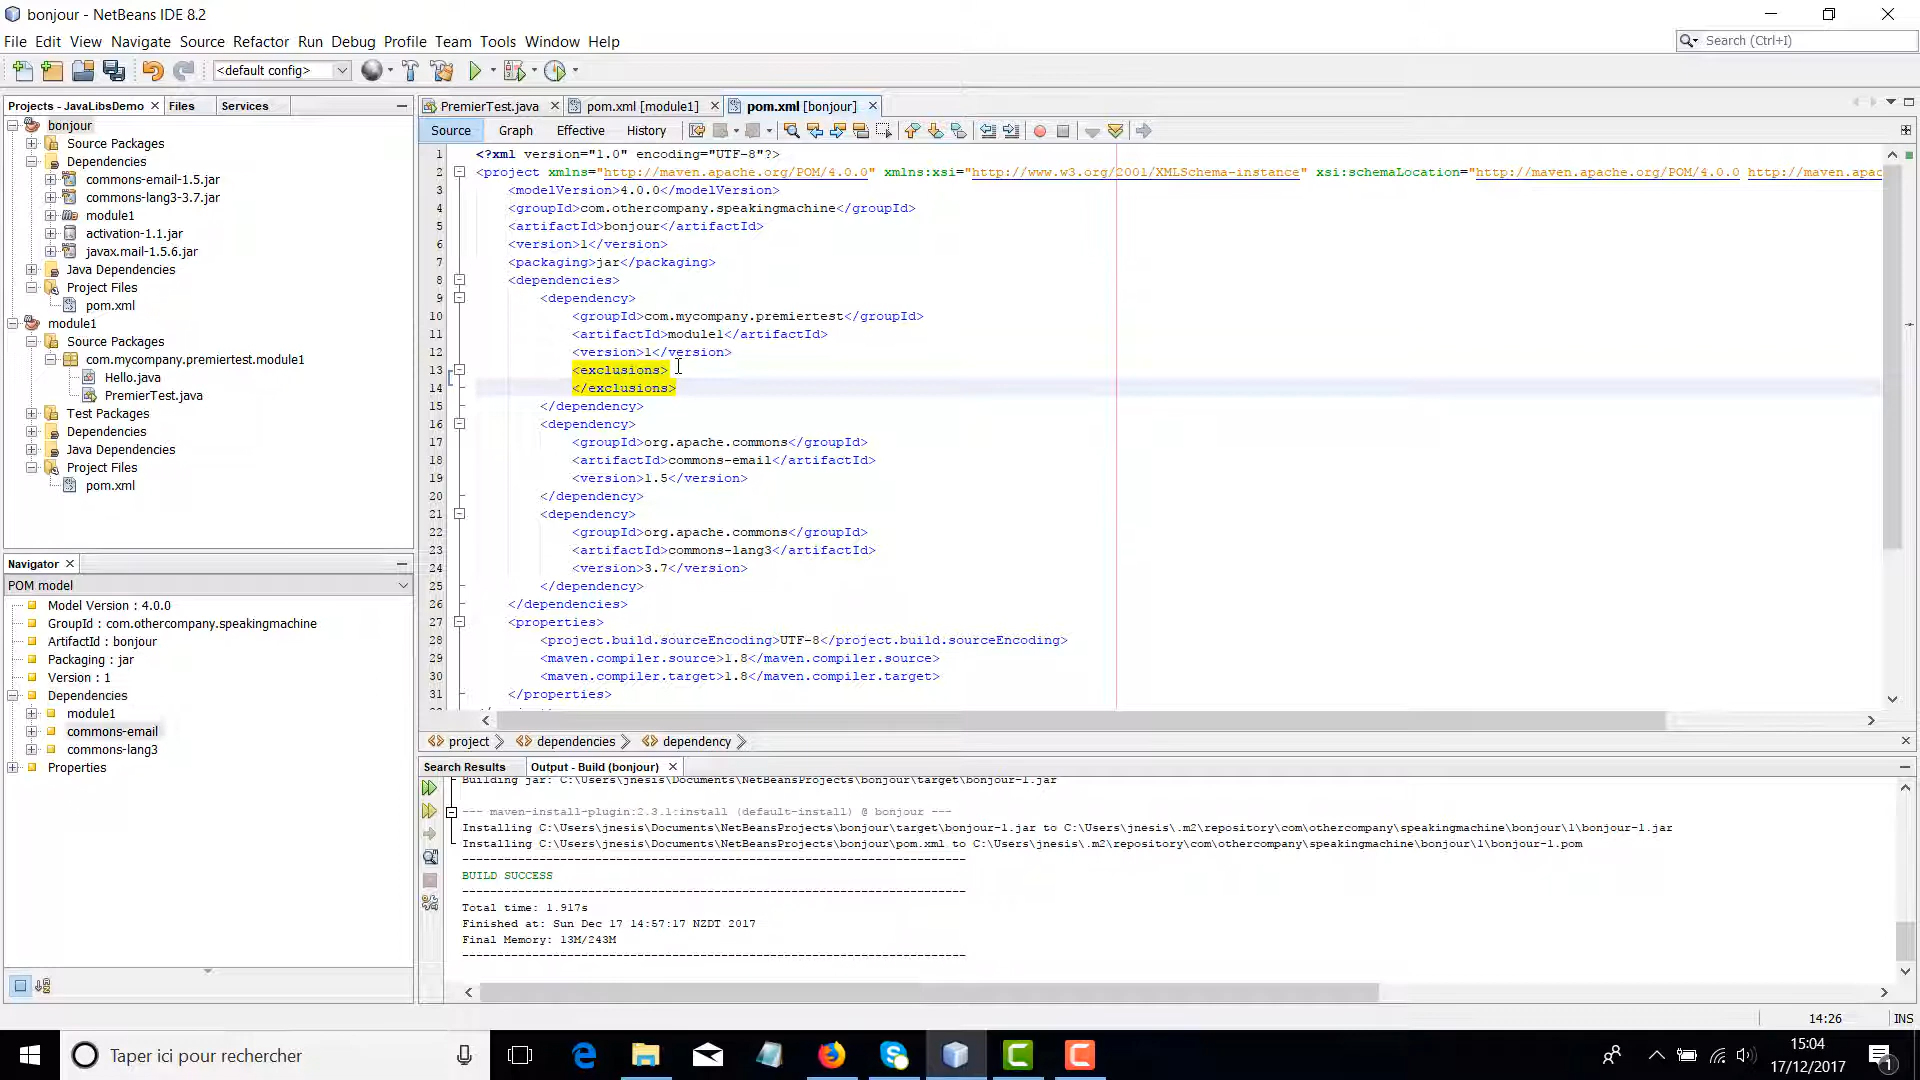 bonjour - NetBeans IDE 8.2
File Edit View Navigate Source Refactor Run Debug Profile Team Tools Window Help
Search (Ctrl+I)
<default config>
Projects - JavaLibsDemo Files Services
bonjour
Source Packages
Dependencies
commons-email-1.5.jar
commons-lang3-3.7.jar
module1
activation-1.1.jar
javax.mail-1.5.6.jar
Java Dependencies
Project Files
pom.xml
module1
Source Packages
com.mycompany.premiertest.module1
Hello.java
PremierTest.java
Test Packages
Dependencies
Java Dependencies
Project Files
pom.xml
Navigator
POM model
Model Version : 4.0.0
GroupId : com.othercompany.speakingmachine
ArtifactId : bonjour
Packaging : jar
Version : 1
Dependencies
module1
commons-email
commons-lang3
Properties
PremierTest.java pom.xml [module1] pom.xml [bonjour]
Source Graph Effective History
1 <?xml version="1.0" encoding="UTF-8"?>
2 <project xmlns="http://maven.apache.org/POM/4.0.0" xmlns:xsi="http://www.w3.org/2001/XMLSchema-instance" xsi:schemaLocation="http://maven.apache.org/POM/4.0.0 http://maven.apac
3 <modelVersion>4.0.0</modelVersion>
4 <groupId>com.othercompany.speakingmachine</groupId>
5 <artifactId>bonjour</artifactId>
6 <version>1</version>
7 <packaging>jar</packaging>
8 <dependencies>
9 <dependency>
10 <groupId>com.mycompany.premiertest</groupId>
11 <artifactId>module1</artifactId>
12 <version>1</version>
13 <exclusions>
14 </exclusions>
15 </dependency>
16 <dependency>
17 <groupId>org.apache.commons</groupId>
18 <artifactId>commons-email</artifactId>
19 <version>1.5</version>
20 </dependency>
21 <dependency>
22 <groupId>org.apache.commons</groupId>
23 <artifactId>commons-lang3</artifactId>
24 <version>3.7</version>
25 </dependency>
26 </dependencies>
27 <properties>
28 <project.build.sourceEncoding>UTF-8</project.build.sourceEncoding>
29 <maven.compiler.source>1.8</maven.compiler.source>
30 <maven.compiler.target>1.8</maven.compiler.target>
31 </properties>
project dependencies dependency
Search Results Output - Build (bonjour)
Building jar: C:\Users\jnesis\Documents\NetBeansProjects\bonjour\target\bonjour-1.jar
--- maven-install-plugin:2.3.1:install (default-install) @ bonjour ---
Installing C:\Users\jnesis\Documents\NetBeansProjects\bonjour\target\bonjour-1.jar to C:\Users\jnesis\.m2\repository\com\othercompany\speakingmachine\bonjour\1\bonjour-1.jar
Installing C:\Users\jnesis\Documents\NetBeansProjects\bonjour\pom.xml to C:\Users\jnesis\.m2\repository\com\othercompany\speakingmachine\bonjour\1\bonjour-1.pom
------------------------------------------------------------------------
BUILD SUCCESS
------------------------------------------------------------------------
Total time: 1.917s
Finished at: Sun Dec 17 14:57:17 NZDT 2017
Final Memory: 13M/243M
------------------------------------------------------------------------
14:26 INS
Taper ici pour rechercher
15:04
17/12/2017
1